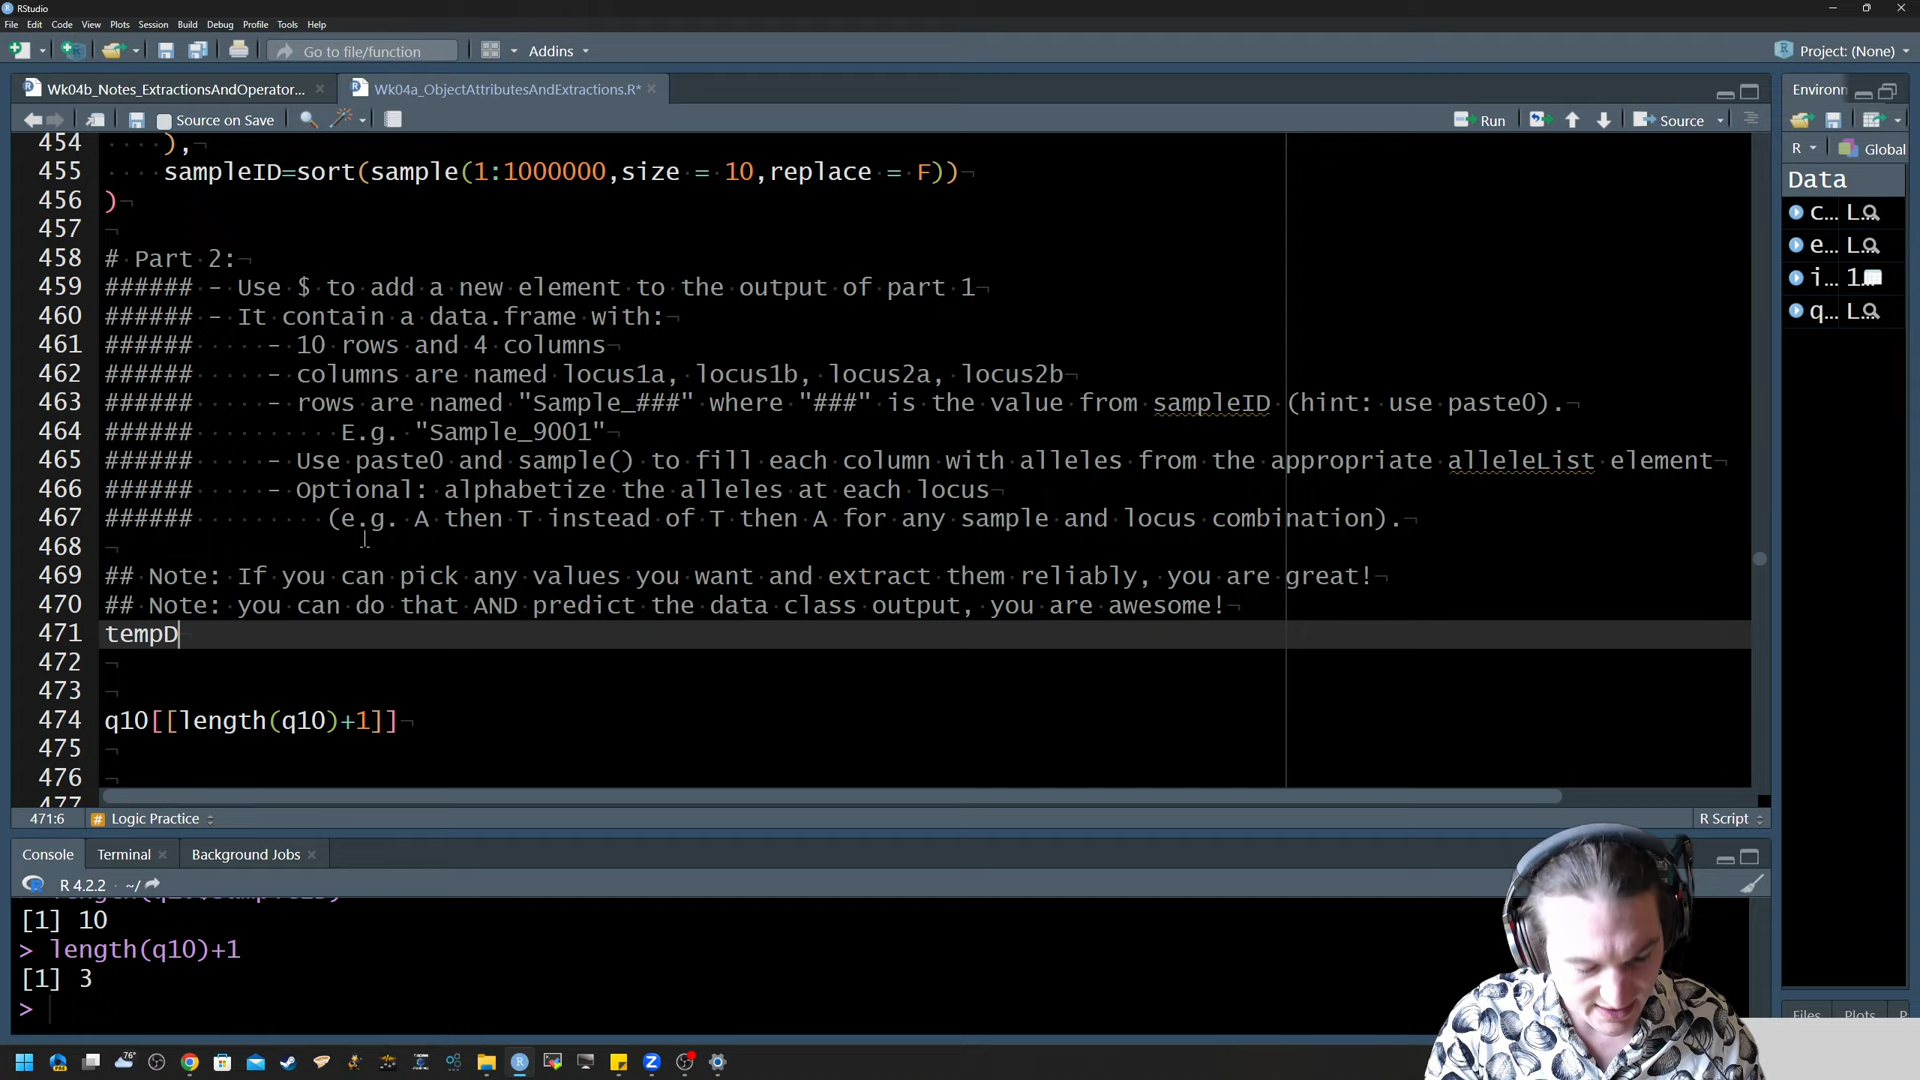 RStudio
File Edit Code View Plots Session Build Debug Profile Tools Help
Go to file/function Addins Project: (None)
Wk04b_Notes_ExtractionsAndOperator... Wk04a_ObjectAttributesAndExtractions.R* Environ
Source on Save Run Source R Global
454 ),
455 sampleID=sort(sample(1:1000000,size = 10,replace = F))
456 )
457
458 # Part 2:
459 ###### - Use $ to add a new element to the output of part 1
460 ###### - It contain a data.frame with:
461 ###### - 10 rows and 4 columns
462 ###### - columns are named locus1a, locus1b, locus2a, locus2b
463 ###### - rows are named "Sample_###" where "###" is the value from sampleID (hint: use paste0).
464 ###### E.g. "Sample_9001"
465 ###### - Use paste0 and sample() to fill each column with alleles from the appropriate alleleList element
466 ###### - Optional: alphabetize the alleles at each locus
467 ###### (e.g. A then T instead of T then A for any sample and locus combination).
468
469 ## Note: If you can pick any values you want and extract them reliably, you are great!
470 ## Note: you can do that AND predict the data class output, you are awesome!
471 tempD
472
473
474 q10[[length(q10)+1]]
475
476
477
Data
c... L...
e... L...
i... 1...
q... L...
471:6 Logic Practice R Script
Console Terminal Background Jobs
R 4.2.2 · ~/
[1] 10
> length(q10)+1
[1] 3
>
Files Plots
76°